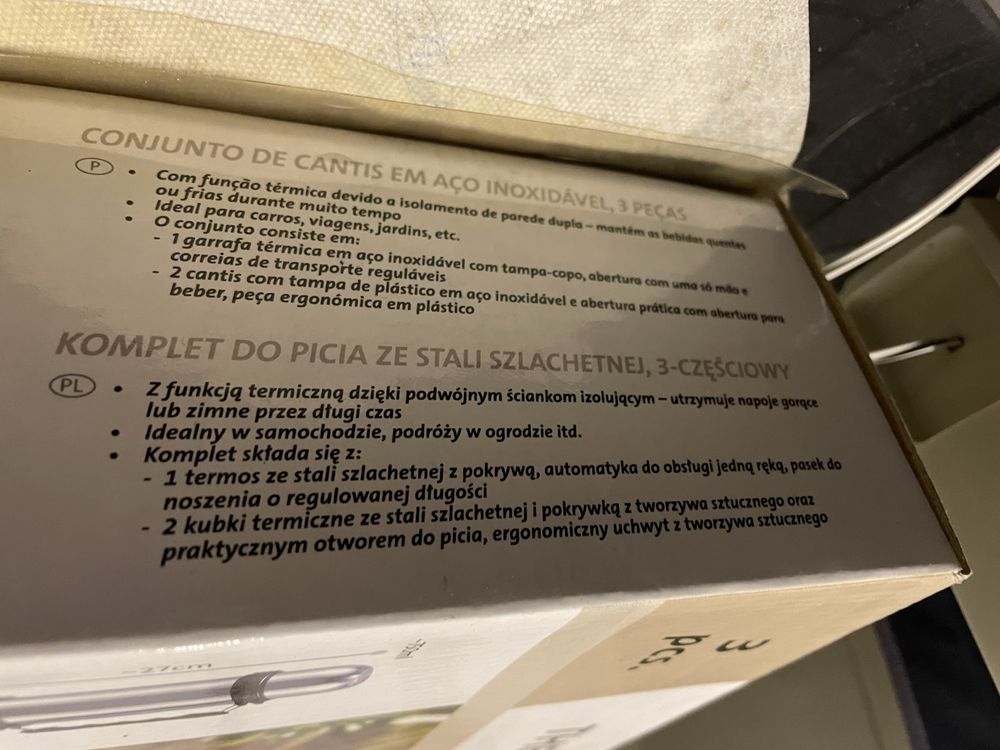 CONJUNTO DE CANTIS EM AÇO INOXIDÁVEL, 3 PEÇAS
P • Com função térmica devido a isolamento de parede dupla – mantém as bebidas quentes
ou frias durante muito tempo
• Ideal para carros, viagens, jardins, etc.
• O conjunto consiste em:
- 1 garrafa térmica em aço inoxidável com tampa-copo, abertura com uma só mão e
correias de transporte reguláveis
- 2 cantis com tampa de plástico em aço inoxidável e abertura prática com abertura para
beber, peça ergonómica em plástico
KOMPLET DO PICIA ZE STALI SZLACHETNEJ, 3-CZĘŚCIOWY
PL • Z funkcją termiczną dzięki podwójnym ściankom izolującym – utrzymuje napoje gorące
lub zimne przez długi czas
• Idealny w samochodzie, podróży w ogrodzie itd.
• Komplet składa się z:
- 1 termos ze stali szlachetnej z pokrywą, automatyka do obsługi jedną ręką, pasek do
noszenia o regulowanej długości
- 2 kubki termiczne ze stali szlachetnej i pokrywką z tworzywa sztucznego oraz
praktycznym otworem do picia, ergonomiczny uchwyt z tworzywa sztucznego
~27cm
3
pcs.